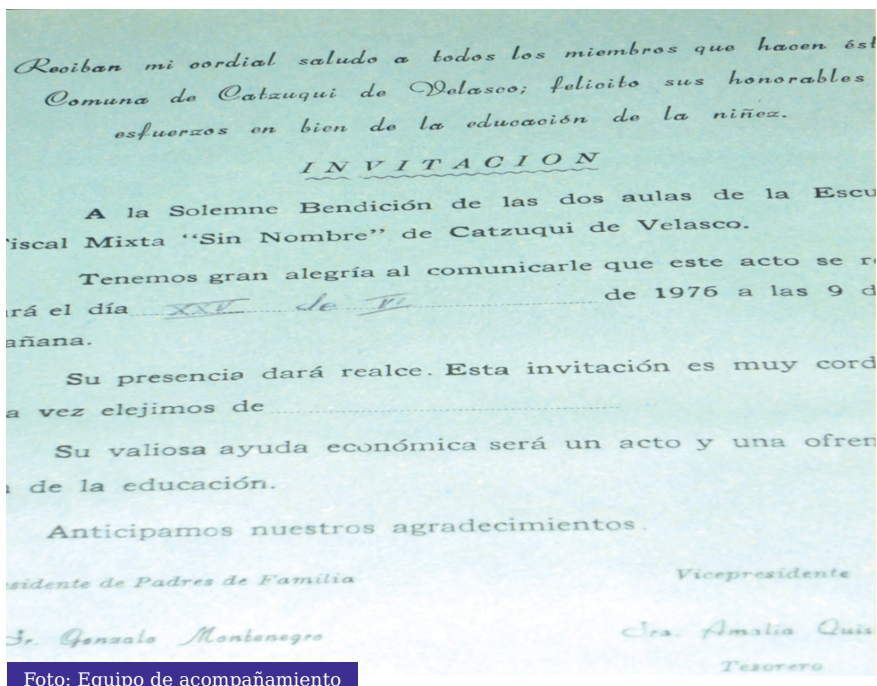 Reciban mi cordial saludo a todos los miembros que hacen ést
Comuna de Catzuqui de Velasco; felicito sus honorables
esfuerzos en bien de la educación de la niñez.
INVITACION
A la Solemne Bendición de las dos aulas de la Escu
iscal Mixta “Sin Nombre” de Catzuqui de Velasco.
Tenemos gran alegría al comunicarle que este acto se r
rá el día XXV de VI de 1976 a las 9 d
añana.
Su presencia dará realce. Esta invitación es muy cord
a vez elejimos de
Su valiosa ayuda económica será un acto y una ofren
de la educación.
Anticipamos nuestros agradecimientos.
sidente de Padres de Familia Vicepresidente
Sr. Gonzalo Montenegro Sra. Amalia Quis
Tesorero
Foto: Equipo de acompañamiento